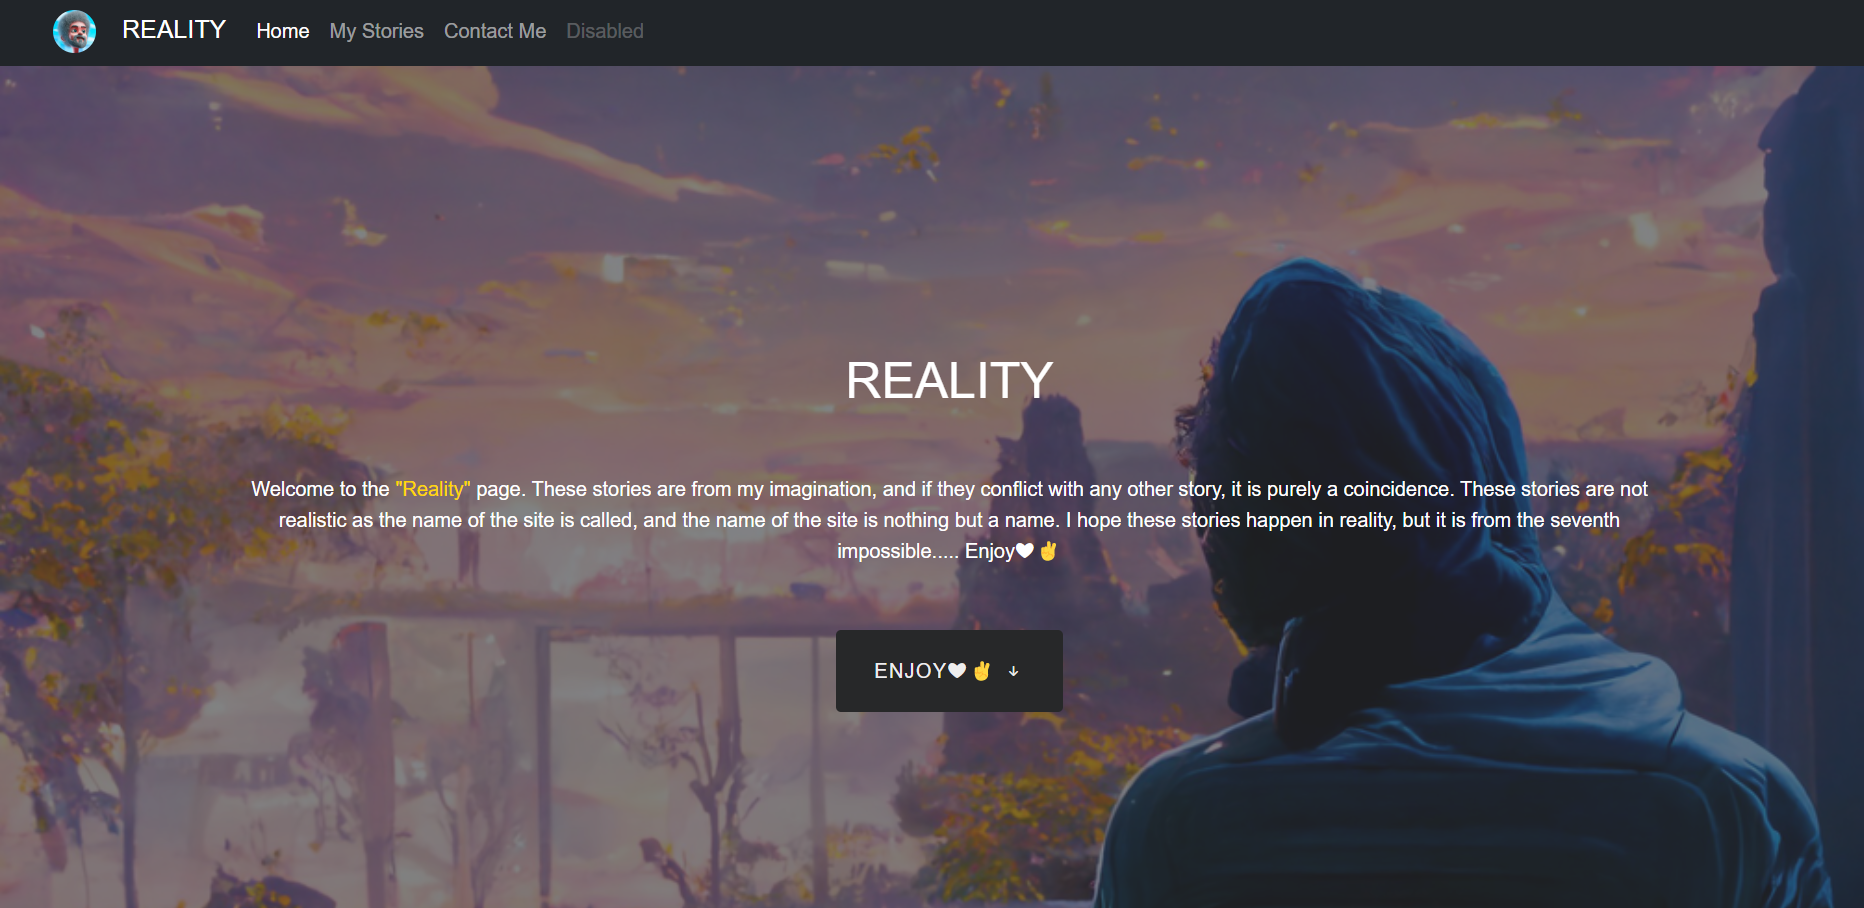 REALITY Home My Stories Contact Me Disabled
REALITY
Welcome to the "Reality" page. These stories are from my imagination, and if they conflict with any other story, it is purely a coincidence. These stories are not
realistic as the name of the site is called, and the name of the site is nothing but a name. I hope these stories happen in reality, but it is from the seventh
impossible..... Enjoy🤍✌️
ENJOY🤍✌️ ↓